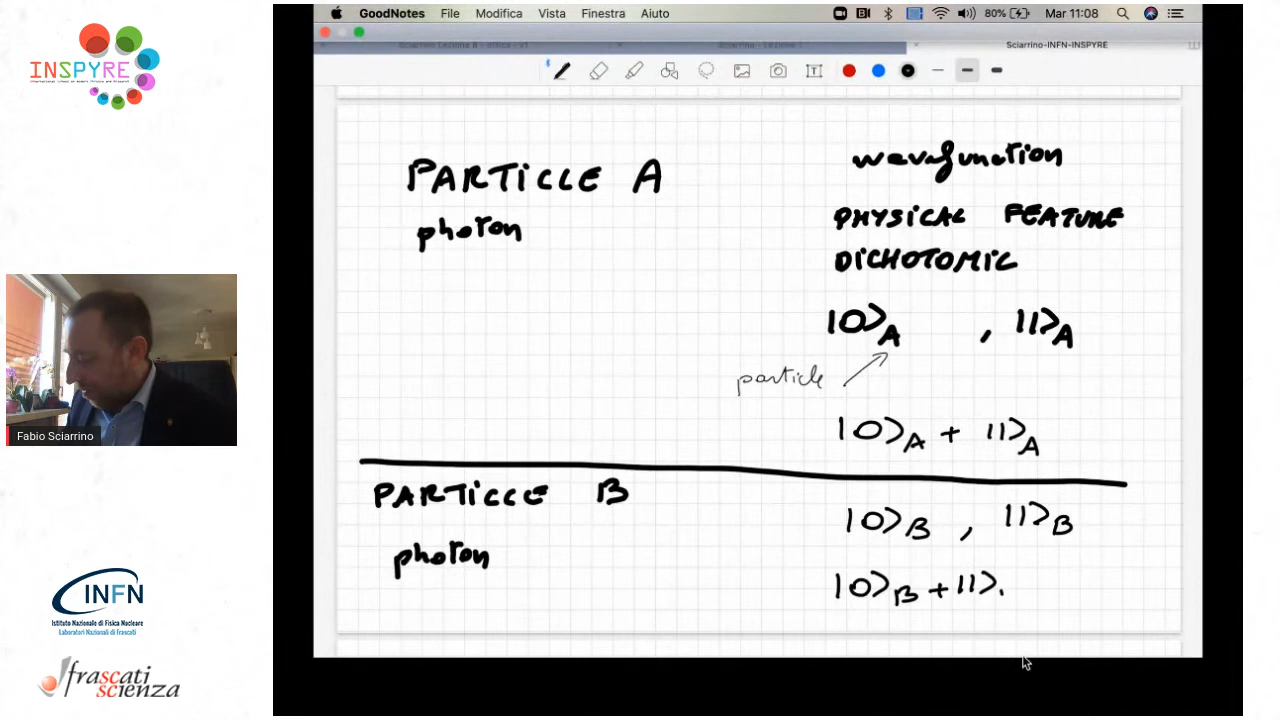 GoodNotes File Modifica Vista Finestra Aiuto 80% Mar 11:08
Sciarrino-INFN-INSPYRE
INSPYRE
PARTICLE A
photon
wavefunction
PHYSICAL FEATURE
DICHOTOMIC
|0⟩A , |1⟩A
particle
|0⟩A + |1⟩A
PARTICLE B
photon
|0⟩B , |1⟩B
|0⟩B + |1⟩
Fabio Sciarrino
INFN
Istituto Nazionale di Fisica Nucleare
Laboratori Nazionali di Frascati
frascati
scienza